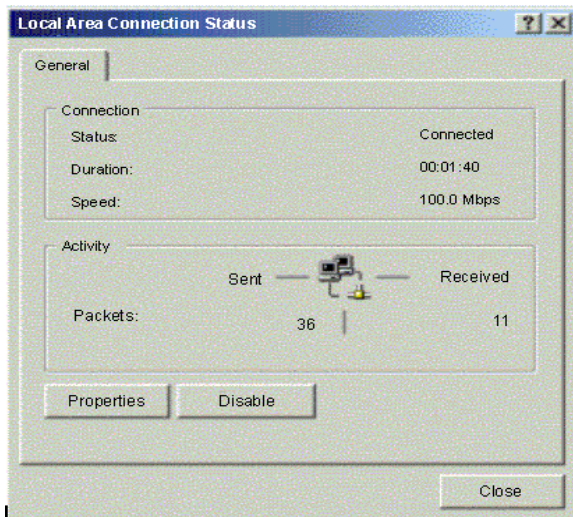 Local Area Connection Status
General
Connection
Status: Connected
Duration: 00:01:40
Speed: 100.0 Mbps
Activity
Sent Received
Packets: 36 11
Properties Disable
Close